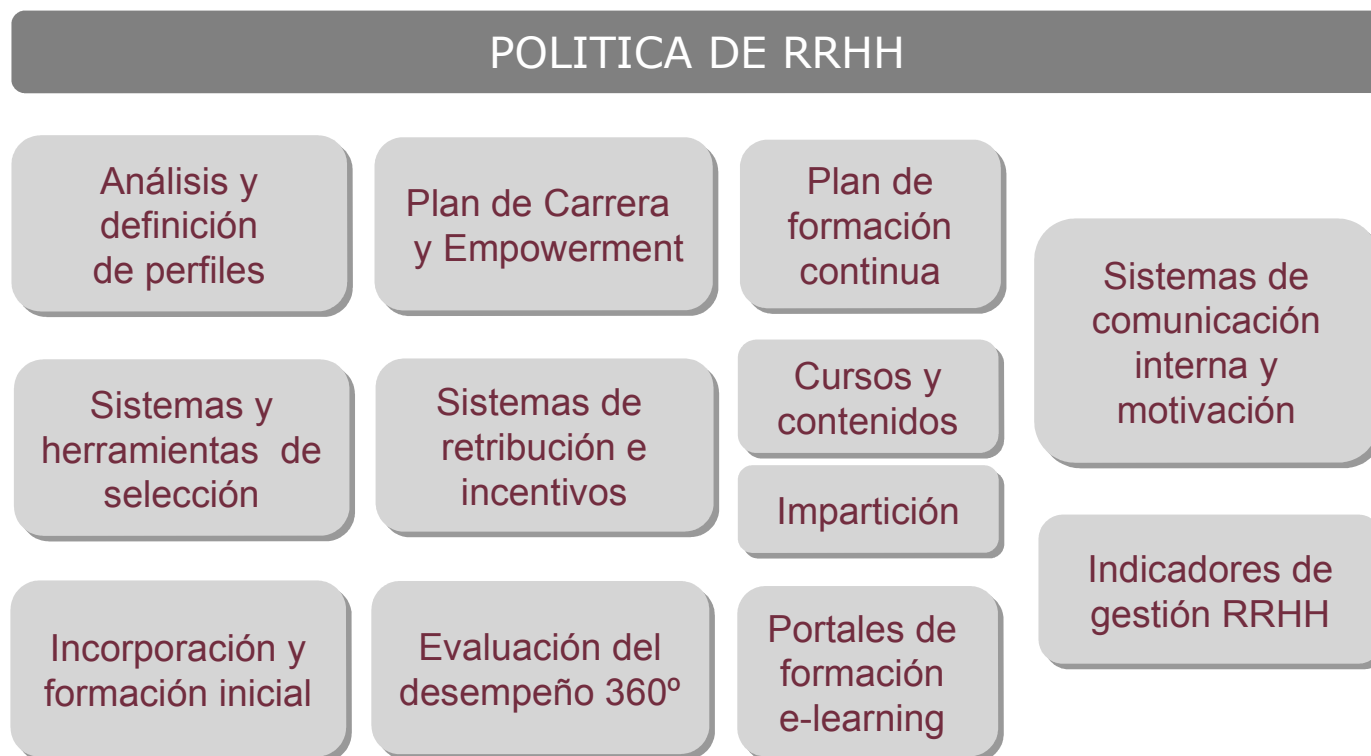 POLITICA DE RRHH
Análisis y
definición
de perfiles
Sistemas y
herramientas de
selección
Incorporación y
formación inicial
Plan de Carrera
y Empowerment
Sistemas de
retribución e
incentivos
Evaluación del
desempeño 360º
Plan de
formación
continua
Cursos y
contenidos
Impartición
Portales de
formación
e-learning
Sistemas de
comunicación
interna y
motivación
Indicadores de
gestión RRHH